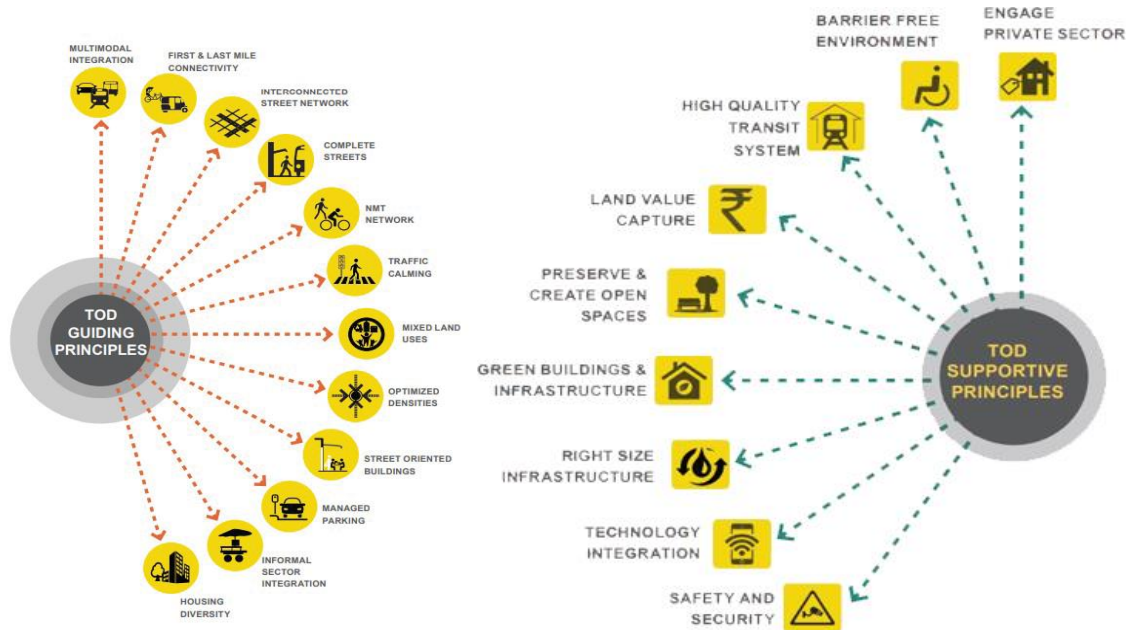 MULTIMODAL
INTEGRATION
FIRST & LAST MILE
CONNECTIVITY
INTERCONNECTED
STREET NETWORK
COMPLETE
STREETS
NMT
NETWORK
TRAFFIC
CALMING
MIXED LAND
USES
OPTIMIZED
DENSITIES
STREET ORIENTED
BUILDINGS
MANAGED
PARKING
INFORMAL
SECTOR
INTEGRATION
HOUSING
DIVERSITY
TOD
GUIDING
PRINCIPLES
ENGAGE
PRIVATE SECTOR
BARRIER FREE
ENVIRONMENT
HIGH QUALITY
TRANSIT
SYSTEM
LAND VALUE
CAPTURE
₹
PRESERVE &
CREATE OPEN
SPACES
GREEN BUILDINGS &
INFRASTRUCTURE
RIGHT SIZE
INFRASTRUCTURE
TECHNOLOGY
INTEGRATION
SAFETY AND
SECURITY
TOD
SUPPORTIVE
PRINCIPLES